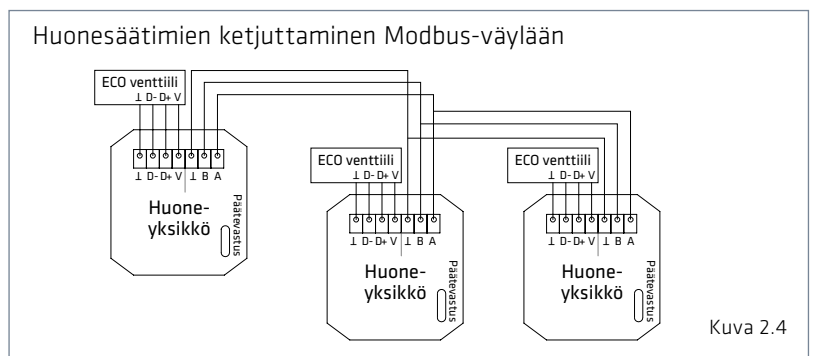 Huonesäätimien ketjuttaminen Modbus-väylään
ECO venttiili
⊥ D- D+ V
⊥ D- D+ V ⊥ B A
Huone-
yksikkö
Päätevastus
ECO venttiili
⊥ D- D+ V
⊥ D- D+ V ⊥ B A
Huone-
yksikkö
Päätevastus
ECO venttiili
⊥ D- D+ V
⊥ D- D+ V ⊥ B A
Huone-
yksikkö
Päätevastus
Kuva 2.4